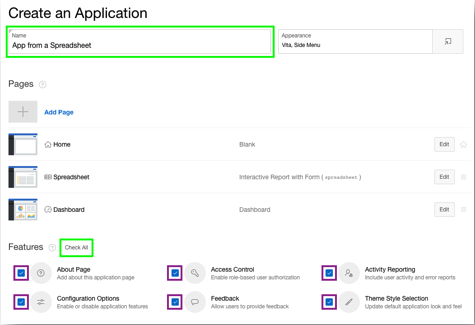 Create an Application
Name
App from a Spreadsheet
Appearance
Vita, Side Menu
Pages
Add Page
Home
Blank
Edit
Spreadsheet
Interactive Report with Form ( spreadsheet )
Edit
Dashboard
Dashboard
Edit
Features
Check All
About Page
Add about this application page
Access Control
Enable role-based user authorization
Activity Reporting
Include user activity and error reports
Configuration Options
Enable or disable application features
Feedback
Allow users to provide feedback
Theme Style Selection
Update default application look and feel